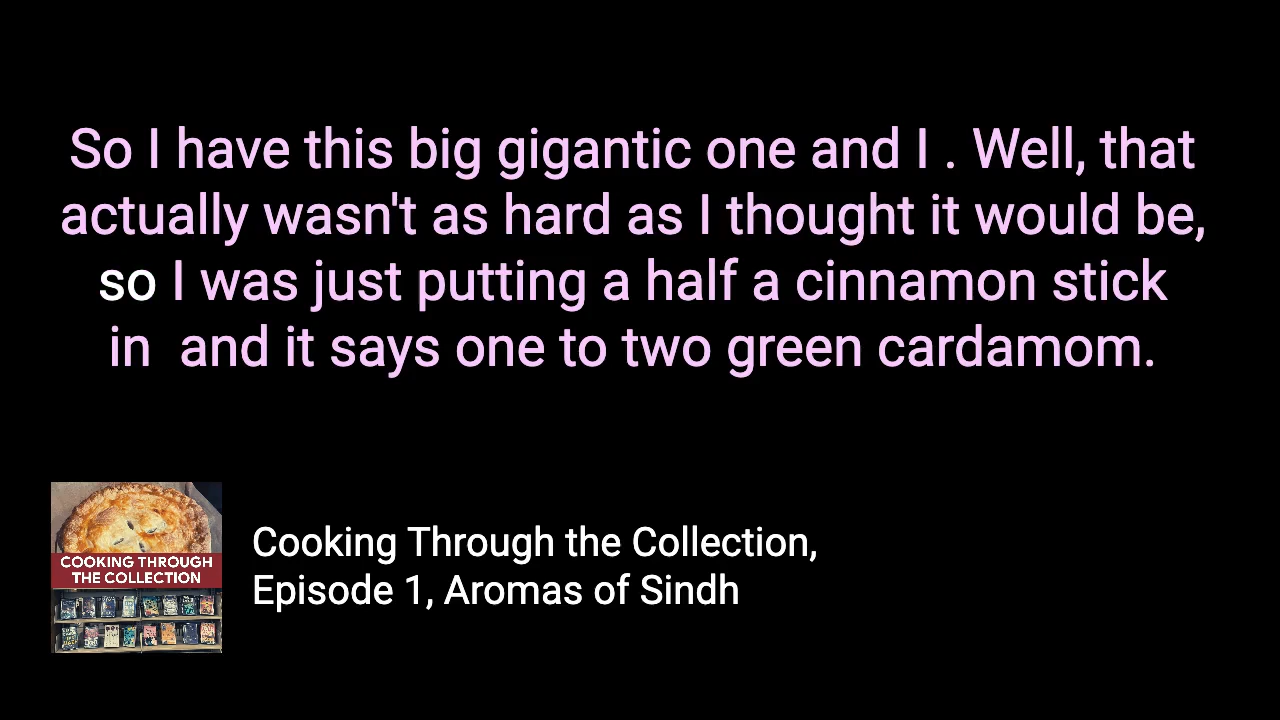 So I have this big gigantic one and I . Well, that
actually wasn't as hard as I thought it would be,
so I was just putting a half a cinnamon stick
in  and it says one to two green cardamom.
COOKING THROUGH
THE COLLECTION
Cooking Through the Collection,
Episode 1, Aromas of Sindh